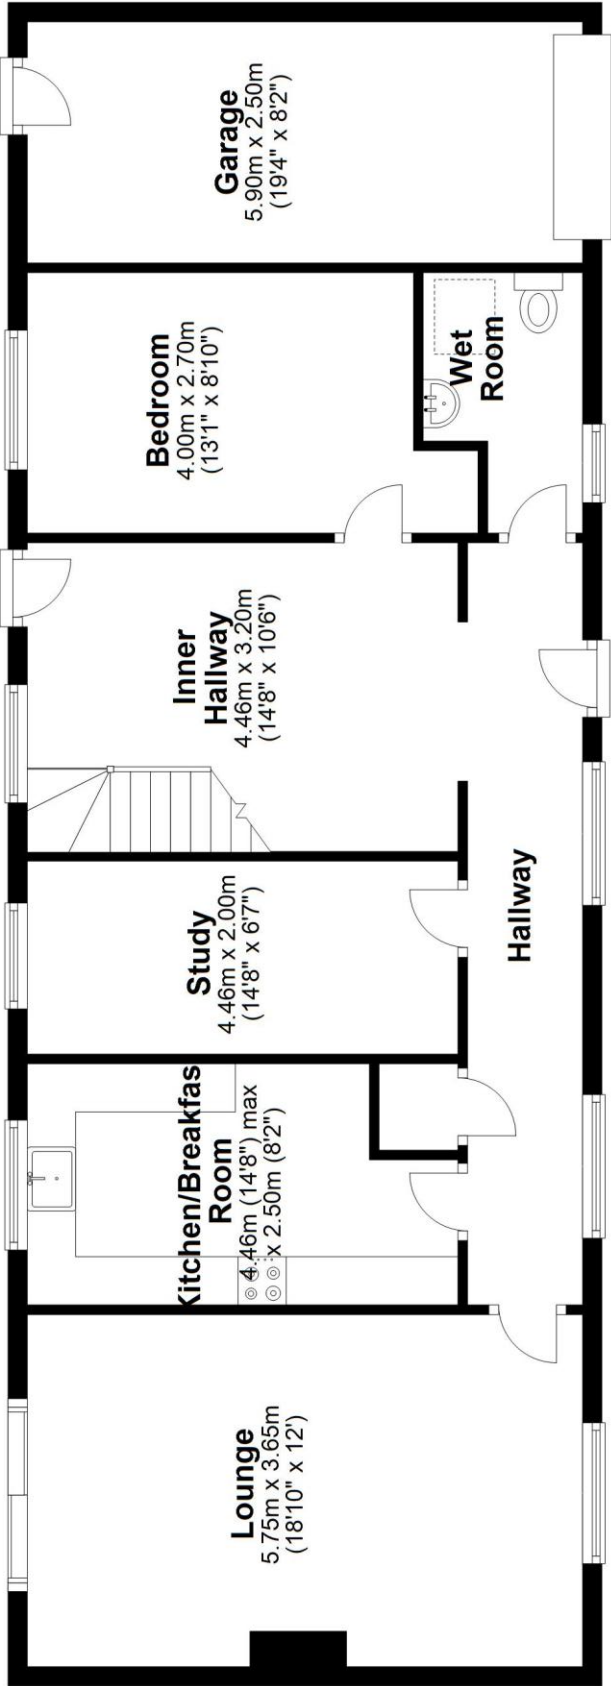 Garage
5.90m x 2.50m
(19'4" x 8'2")
Bedroom
4.00m x 2.70m
(13'1" x 8'10")
Wet
Room
Inner
Hallway
4.46m x 3.20m
(14'8" x 10'6")
Study
4.46m x 2.00m
(14'8" x 6'7")
Hallway
Kitchen/Breakfas
Room
4.46m (14'8") max
x 2.50m (8'2")
Lounge
5.75m x 3.65m
(18'10" x 12')